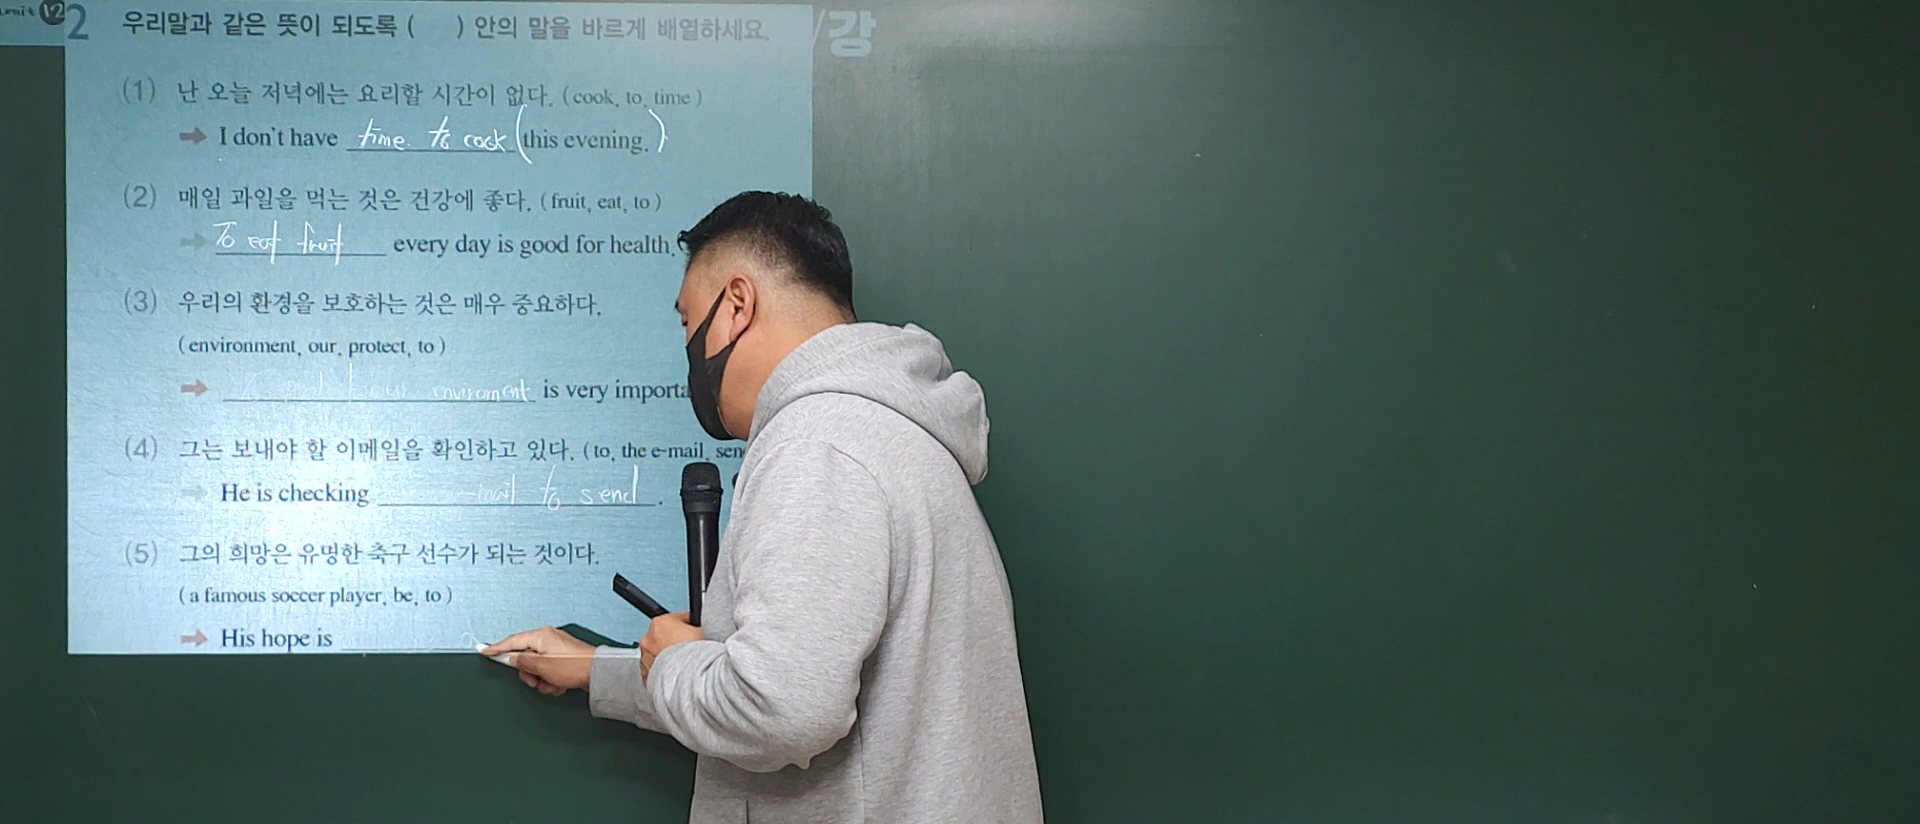 unit 12
2 우리말과 같은 뜻이 되도록 ( ) 안의 말을 바르게 배열하세요. 강
(1) 난 오늘 저녁에는 요리할 시간이 없다. (cook, to, time)
➡ I don't have time. to cook (this evening.)
(2) 매일 과일을 먹는 것은 건강에 좋다. (fruit, eat, to)
➡ To eat fruit every day is good for health.
(3) 우리의 환경을 보호하는 것은 매우 중요하다.
(environment, our, protect, to)
➡ our enviroment is very importa
(4) 그는 보내야 할 이메일을 확인하고 있다. (to, the e-mail, sen
➡ He is checking -mail to send.
(5) 그의 희망은 유명한 축구 선수가 되는 것이다.
(a famous soccer player, be, to)
➡ His hope is